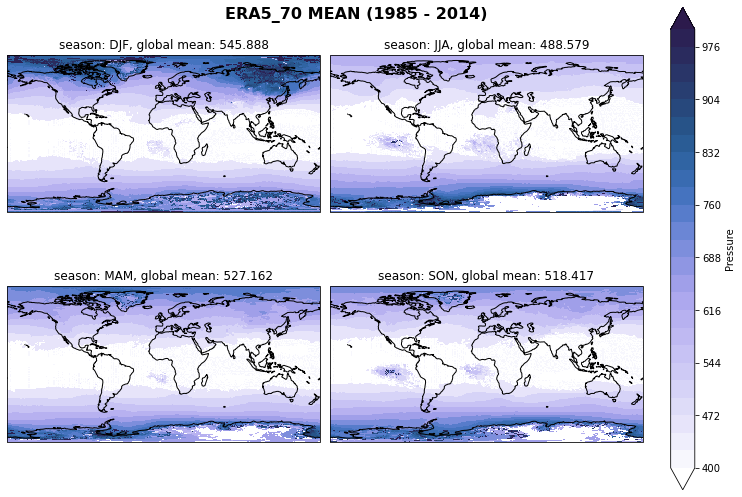 ERA5_70 MEAN (1985 - 2014)
season: DJF, global mean: 545.888
season: JJA, global mean: 488.579
season: MAM, global mean: 527.162
season: SON, global mean: 518.417
976
904
832
760
688
616
544
472
400
Pressure